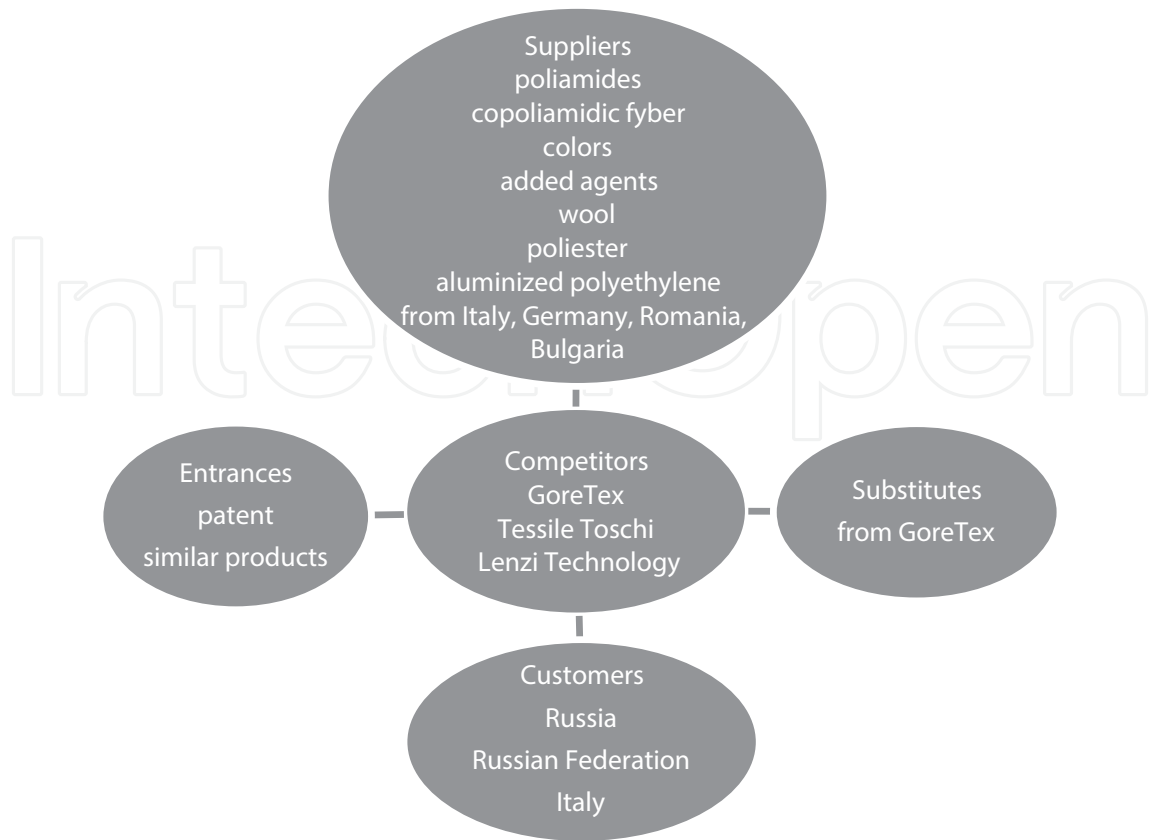 Suppliers
poliamides
copoliamidic fyber
colors
added agents
wool
poliester
aluminized polyethylene
from Italy, Germany, Romania,
Bulgaria
IntechOpen
Entrances
patent
similar products
Competitors
GoreTex
Tessile Toschi
Lenzi Technology
Substitutes
from GoreTex
Customers
Russia
Russian Federation
Italy